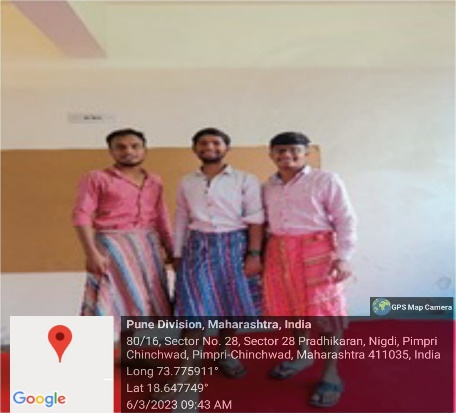 GPS Map Camera
Pune Division, Maharashtra, India
80/16, Sector No. 28, Sector 28 Pradhikaran, Nigdi, Pimpri
Chinchwad, Pimpri-Chinchwad, Maharashtra 411035, India
Long 73.775911°
Lat 18.647749°
6/3/2023 09:43 AM
Google